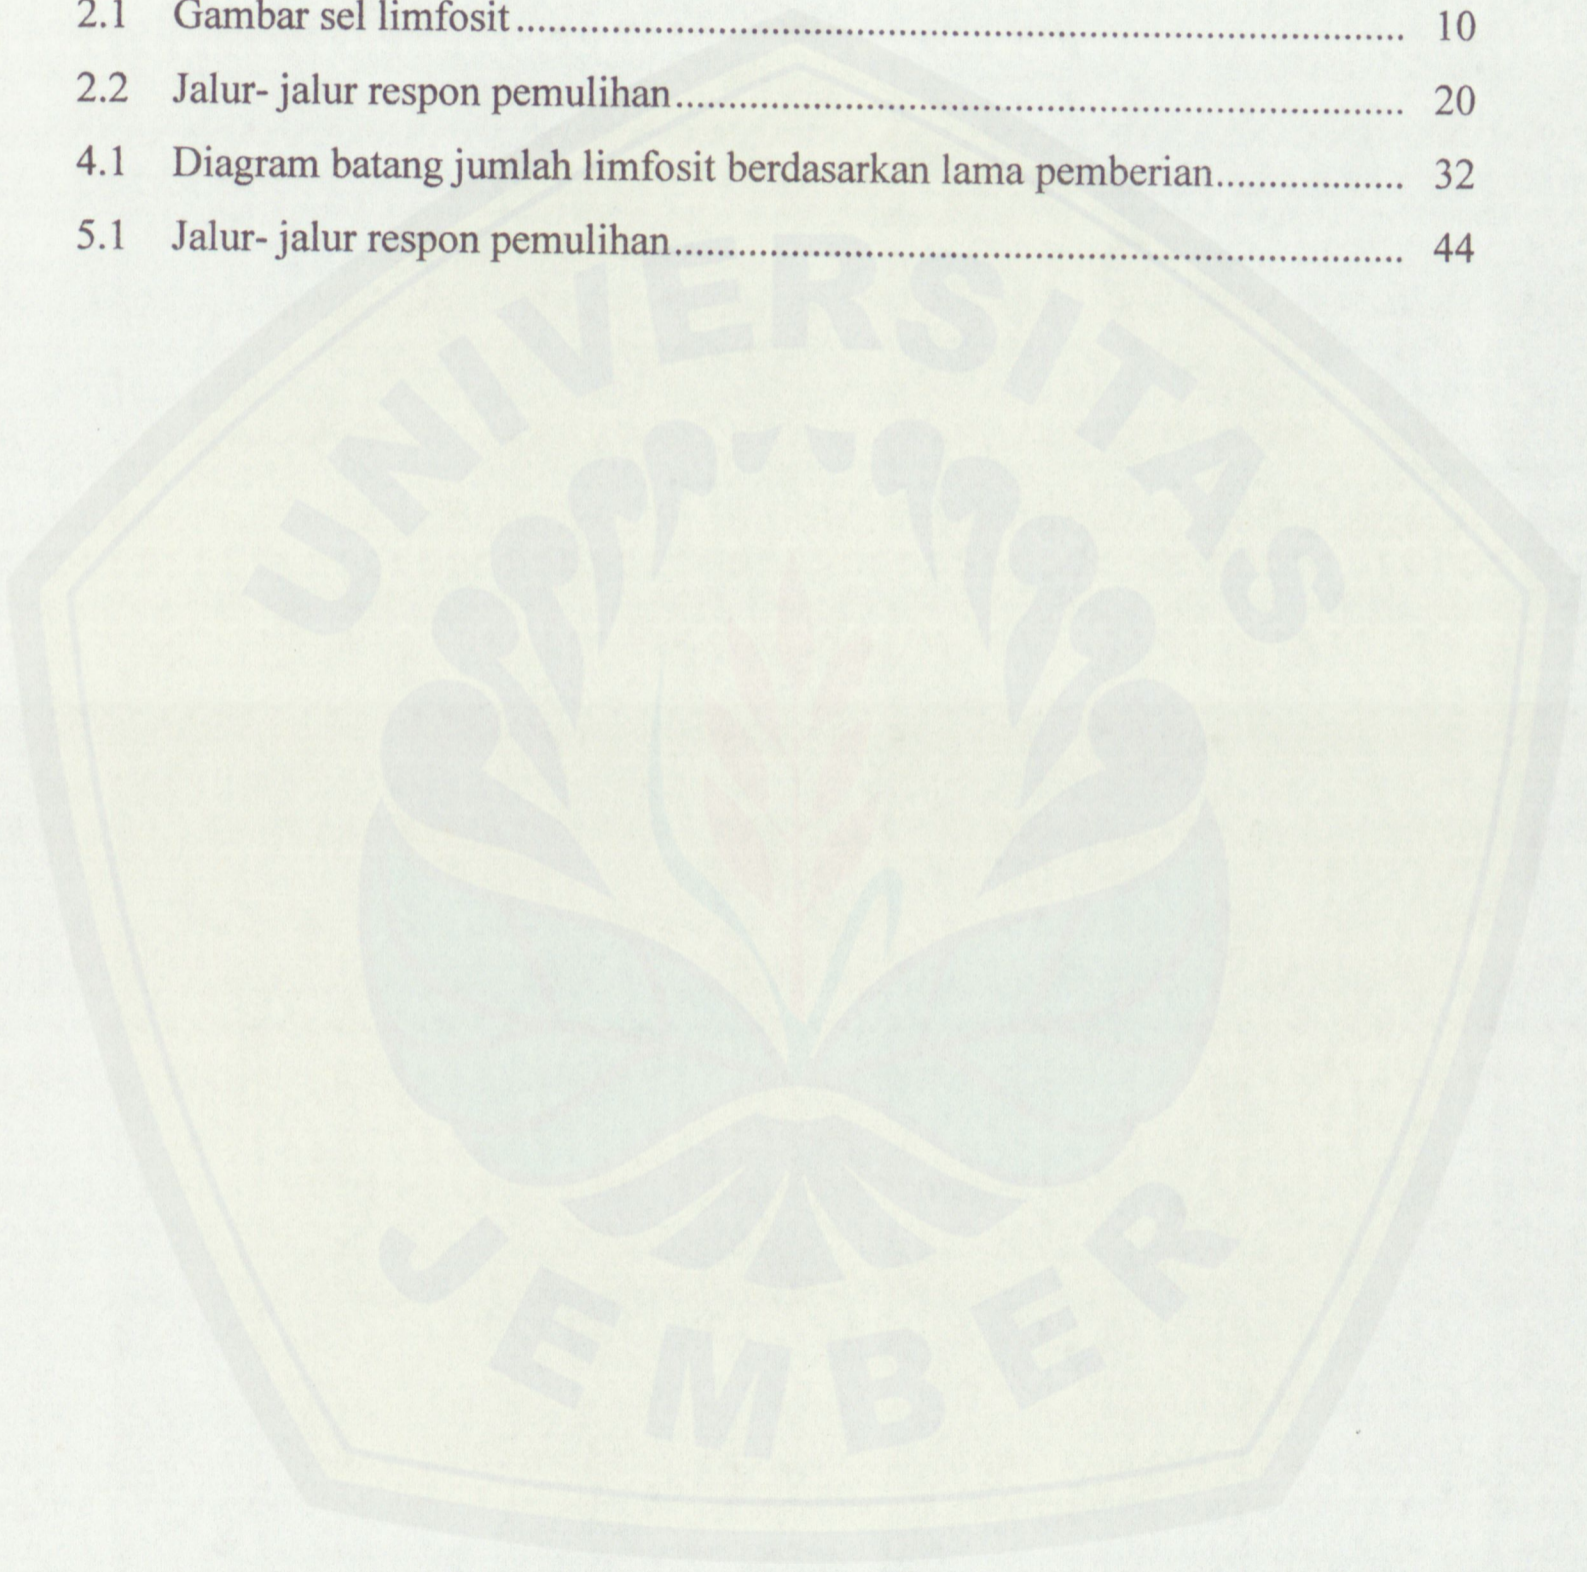 2.1 Gambar sel limfosit........................................................................................ 10
2.2 Jalur- jalur respon pemulihan........................................................................ 20
4.1 Diagram batang jumlah limfosit berdasarkan lama pemberian.................. 32
5.1 Jalur- jalur respon pemulihan........................................................................ 44
UNIVERSITAS
JEMBER